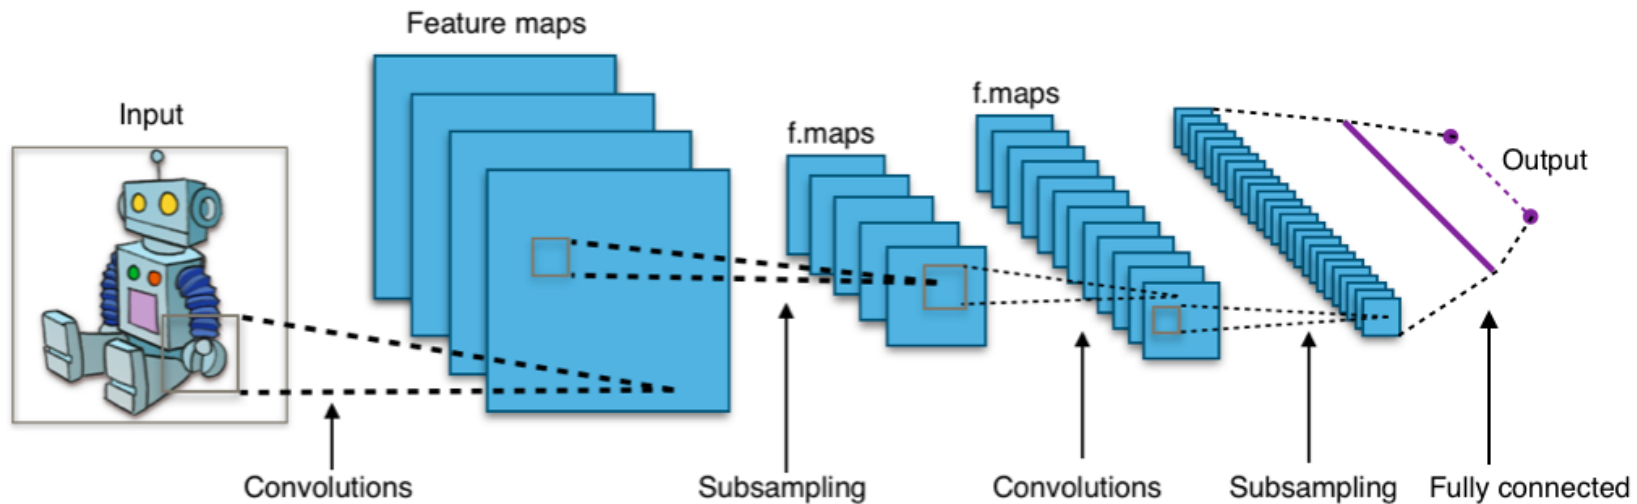 Feature maps
Input
f.maps
f.maps
Output
Convolutions
Subsampling
Convolutions
Subsampling
Fully connected